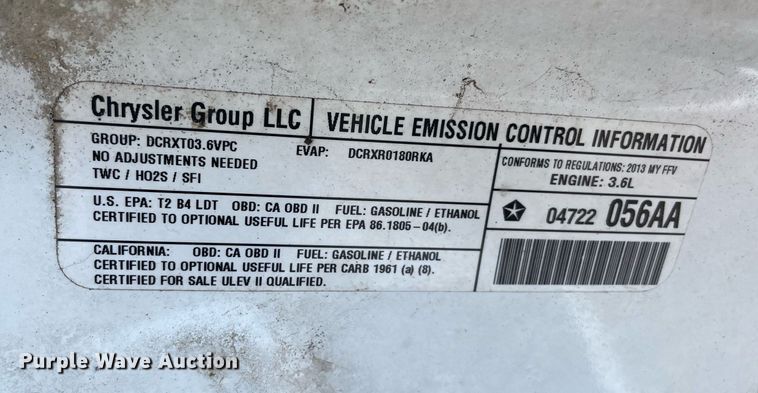 Chrysler Group LLC
VEHICLE EMISSION CONTROL INFORMATION
GROUP: DCRXT03.6VPC EVAP: DCRXR0180RKA
NO ADJUSTMENTS NEEDED
TWC / HO2S / SFI
CONFORMS TO REGULATIONS: 2013 MY FFV
ENGINE: 3.6L
U.S. EPA: T2 B4 LDT OBD: CA OBD II FUEL: GASOLINE / ETHANOL
CERTIFIED TO OPTIONAL USEFUL LIFE PER EPA 86.1805-04(b).
04722 056AA
CALIFORNIA: OBD: CA OBD II FUEL: GASOLINE / ETHANOL
CERTIFIED TO OPTIONAL USEFUL LIFE PER CARB 1961 (a) (8).
CERTIFIED FOR SALE ULEV II QUALIFIED.
Purple Wave Auction